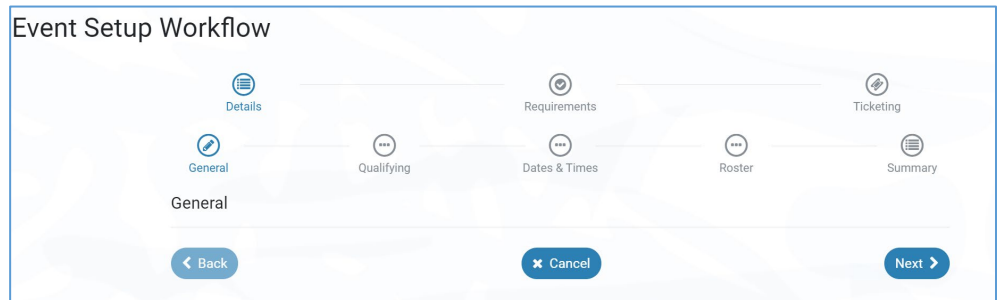 Event Setup Workflow
Details Requirements Ticketing
General Qualifying Dates & Times Roster Summary
General
Back Cancel Next